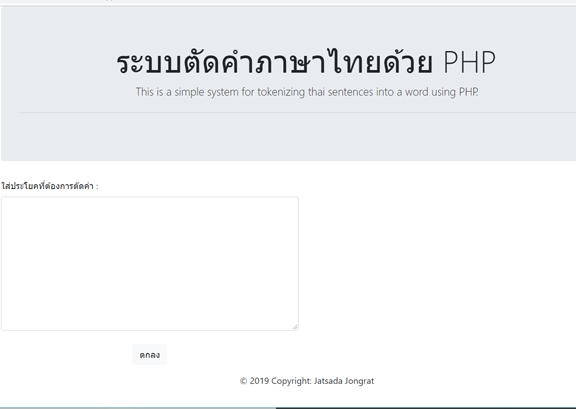 ระบบตัดคำภาษาไทยด้วย PHP
This is a simple system for tokenizing thai sentences into a word using PHP.
ใส่ประโยคที่ต้องการตัดคำ :
ตกลง
© 2019 Copyright: Jatsada Jongrat